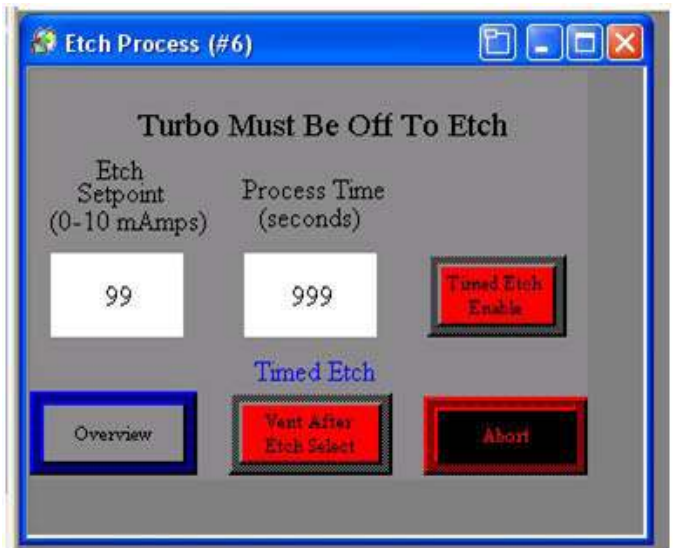 Etch Process (#6)
Turbo Must Be Off To Etch
Etch
Setpoint
(0-10 mAmps)
Process Time
(seconds)
99
999
Timed Etch
Enable
Timed Etch
Overview
Vent After
Etch Select
Abort